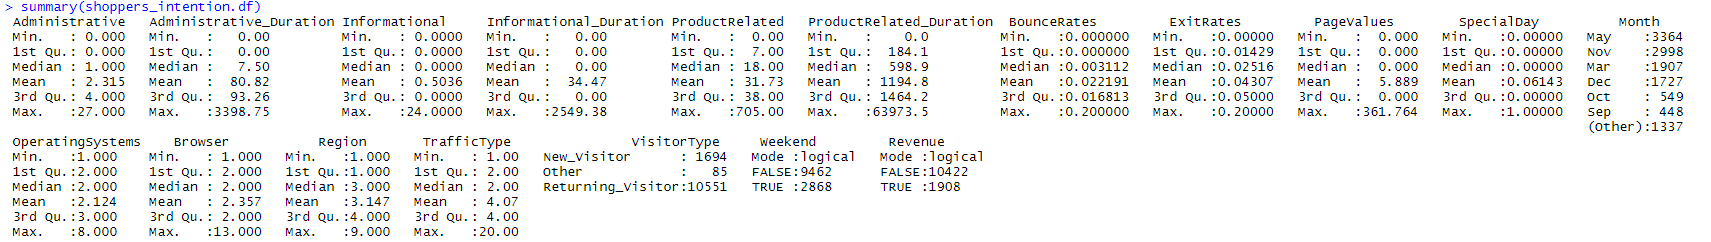 > summary(shoppers_intention.df)
 Administrative   Administrative_Duration Informational     Informational_Duration ProductRelated   ProductRelated_Duration  BounceRates         ExitRates         PageValues        SpecialDay          Month
 Min.   : 0.000   Min.   :   0.00         Min.   : 0.0000   Min.   :   0.00        Min.   :  0.00   Min.   :    0.0         Min.   :0.000000   Min.   :0.00000   Min.   :  0.000   Min.   :0.00000   May    :3364
 1st Qu.: 0.000   1st Qu.:   0.00         1st Qu.: 0.0000   1st Qu.:   0.00        1st Qu.:  7.00   1st Qu.:  184.1         1st Qu.:0.000000   1st Qu.:0.01429   1st Qu.:  0.000   1st Qu.:0.00000   Nov    :2998
 Median : 1.000   Median :   7.50         Median : 0.0000   Median :   0.00        Median : 18.00   Median :  598.9         Median :0.003112   Median :0.02516   Median :  0.000   Median :0.00000   Mar    :1907
 Mean   : 2.315   Mean   :  80.82         Mean   : 0.5036   Mean   :  34.47        Mean   : 31.73   Mean   : 1194.8         Mean   :0.022191   Mean   :0.04307   Mean   :  5.889   Mean   :0.06143   Dec    :1727
 3rd Qu.: 4.000   3rd Qu.:  93.26         3rd Qu.: 0.0000   3rd Qu.:   0.00        3rd Qu.: 38.00   3rd Qu.: 1464.2         3rd Qu.:0.016813   3rd Qu.:0.05000   3rd Qu.:  0.000   3rd Qu.:0.00000   Oct    : 549
 Max.   :27.000   Max.   :3398.75         Max.   :24.0000   Max.   :2549.38        Max.   :705.00   Max.   :63973.5         Max.   :0.200000   Max.   :0.20000   Max.   :361.764   Max.   :1.00000   Sep    : 448
 (Other):1337
 OperatingSystems    Browser           Region       TrafficType               VisitorType     Weekend         Revenue
 Min.   :1.000    Min.   : 1.000   Min.   :1.000   Min.   : 1.00   New_Visitor      : 1694   Mode :logical   Mode :logical
 1st Qu.:2.000    1st Qu.: 2.000   1st Qu.:1.000   1st Qu.: 2.00   Other            :   85   FALSE:9462      FALSE:10422
 Median :2.000    Median : 2.000   Median :3.000   Median : 2.00   Returning_Visitor:10551   TRUE :2868      TRUE :1908
 Mean   :2.124    Mean   : 2.357   Mean   :3.147   Mean   : 4.07
 3rd Qu.:3.000    3rd Qu.: 2.000   3rd Qu.:4.000   3rd Qu.: 4.00
 Max.   :8.000    Max.   :13.000   Max.   :9.000   Max.   :20.00